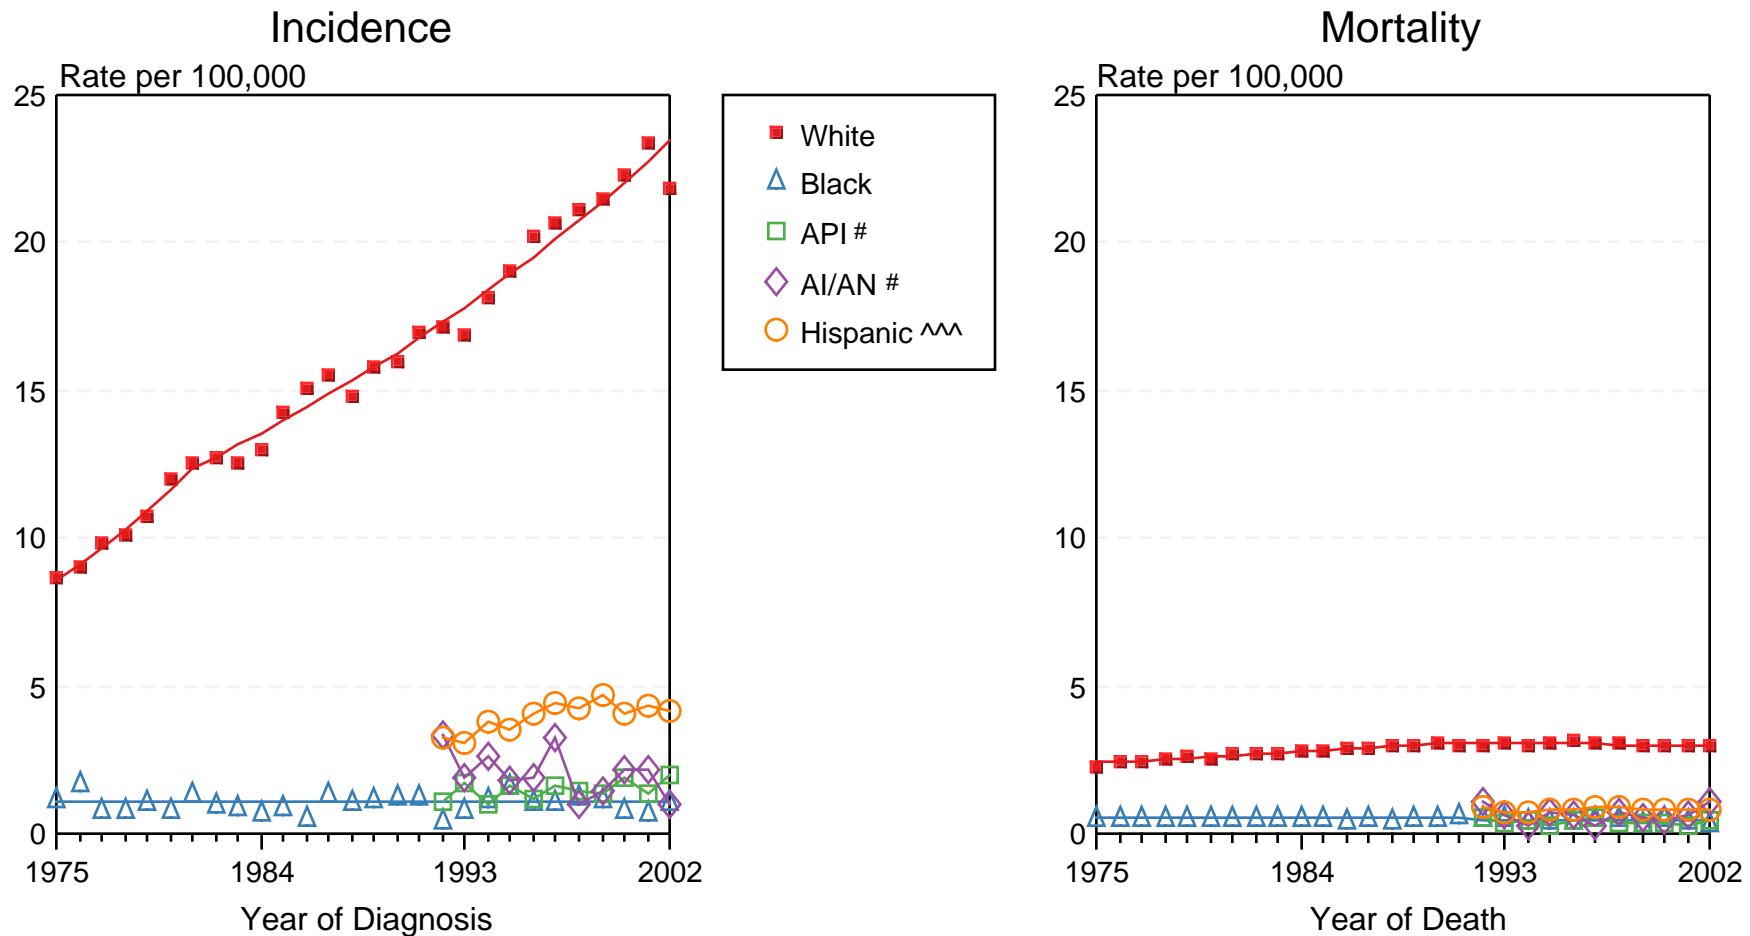 Incidence
Rate per 100,000
25
20
15
10
5
0
1975 1984 1993 2002
Year of Diagnosis
White
Black
API #
AI/AN #
Hispanic ^^^
Mortality
Rate per 100,000
25
20
15
10
5
0
1975 1984 1993 2002
Year of Death